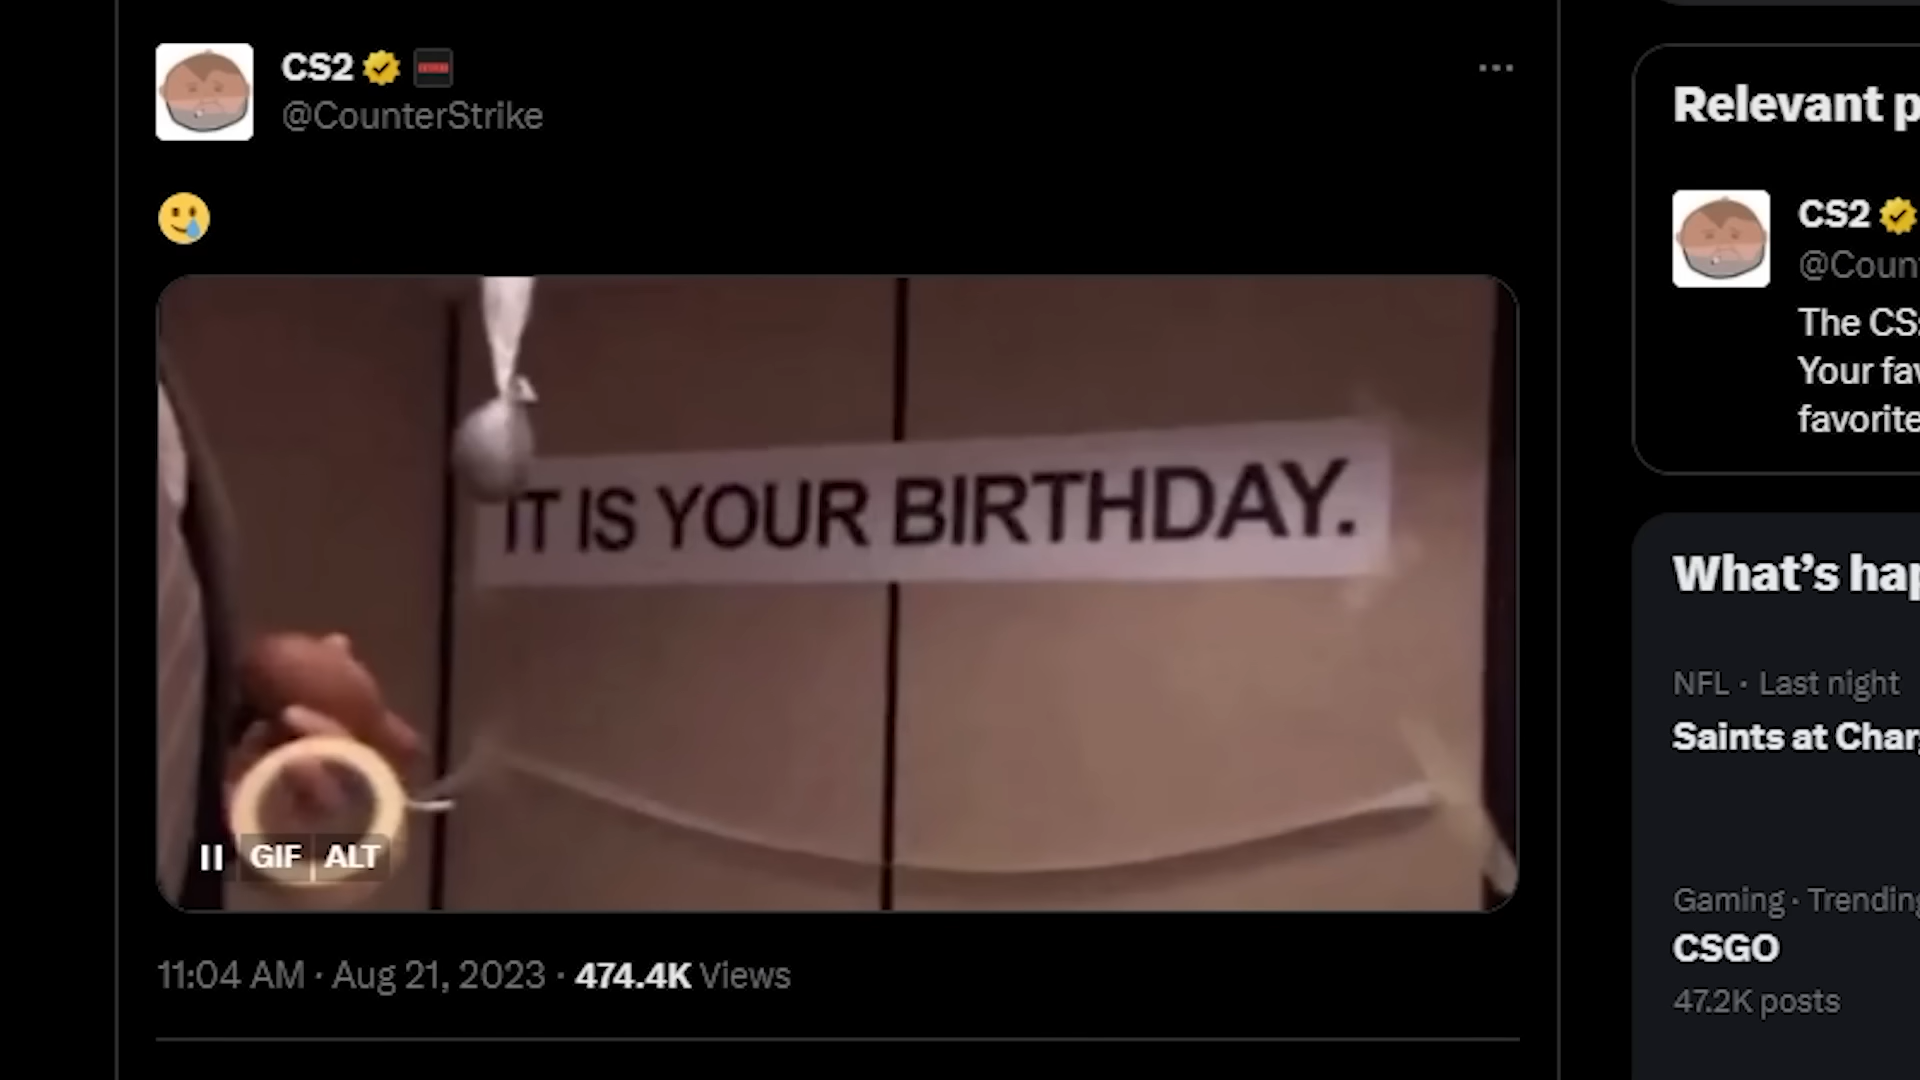 CS2
@CounterStrike
🥲
IT IS YOUR BIRTHDAY.
GIF ALT
11:04 AM · Aug 21, 2023 · 474.4K Views
Relevant p
CS2
@Coun
The CS
Your fav
favorite
What's hap
NFL · Last night
Saints at Char
Gaming · Trending
CSGO
47.2K posts